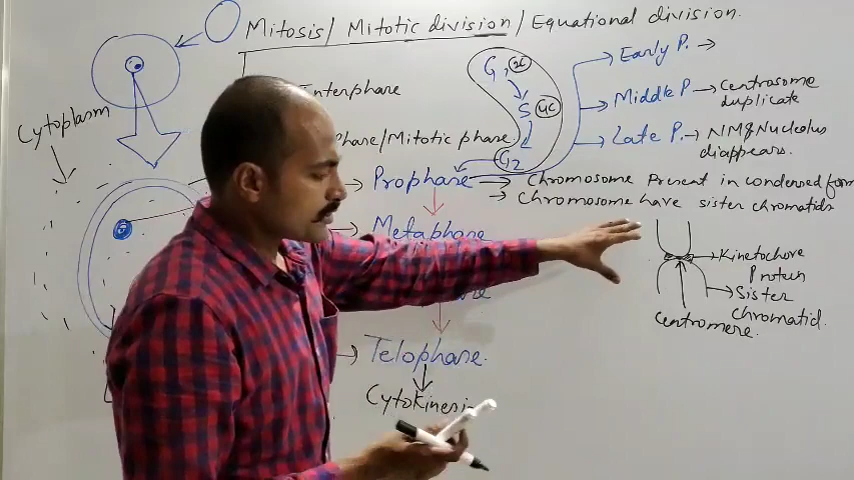 Mitosis/ Mitotic division/ Equational division.
Cytoplasm
Interphase
Phase/Mitotic phase.
G1 2C
S 4C
G2
Early P. →
Middle P → Centrosome
duplicate
Late P. → NM & Nucleolus
diappears.
Prophase → Chromosome Present in condensed form
→ Chromosome have sister chromatids
Metaphase
Telophase.
Cytokinesi
Kinetochore
Protein
Sister
chromatid.
Centromere.